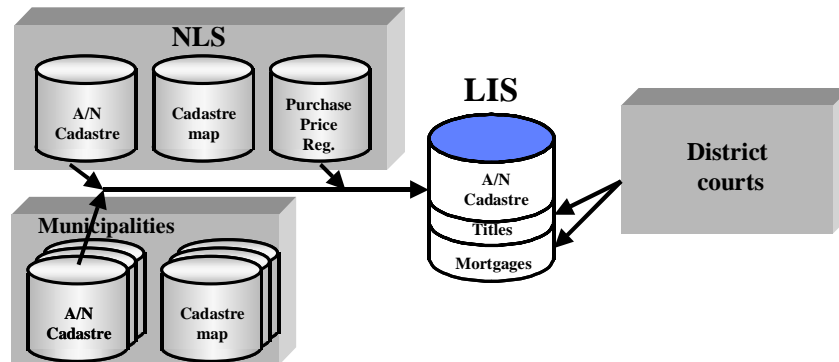 NLS
A/N
Cadastre
Cadastre
map
Purchase
Price
Reg.
LIS
A/N
Cadastre
Titles
Mortgages
District
courts
Municipalities
A/N
Cadastre
Cadastre
map